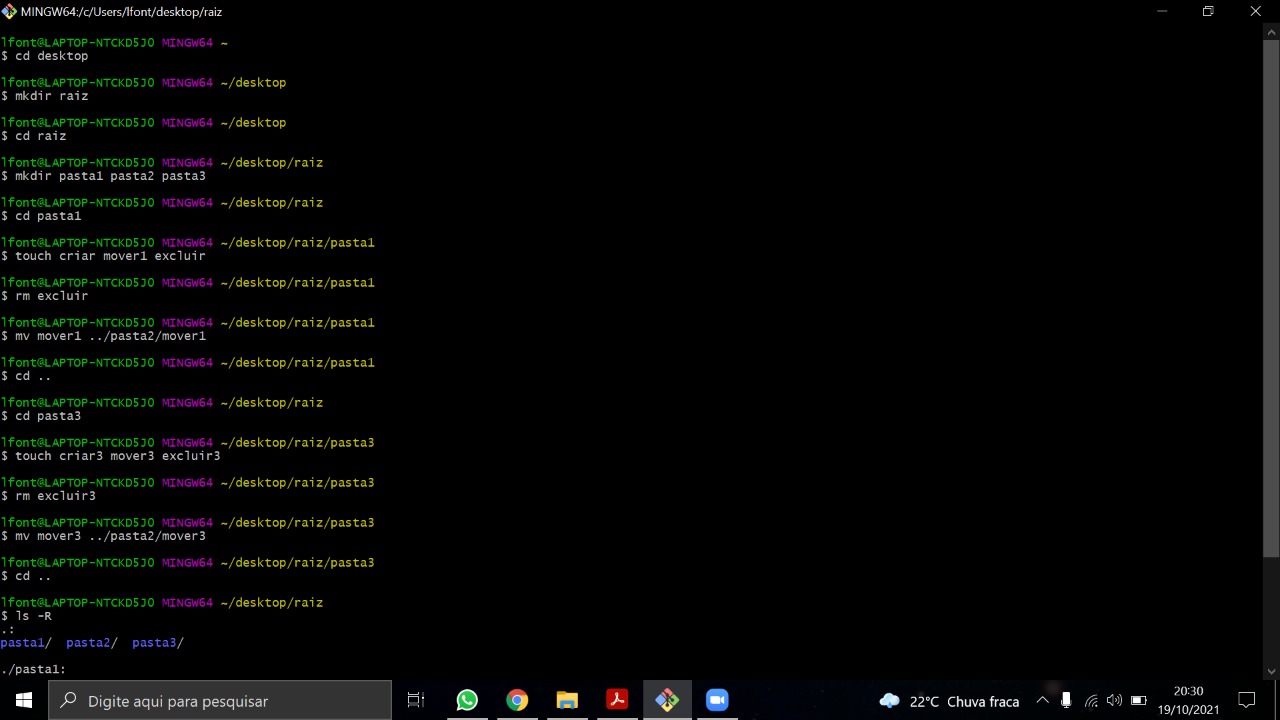 MINGW64:/c/Users/lfont/desktop/raiz
lfont@LAPTOP-NTCKD5J0 MINGW64 ~
$ cd desktop
lfont@LAPTOP-NTCKD5J0 MINGW64 ~/desktop
$ mkdir raiz
lfont@LAPTOP-NTCKD5J0 MINGW64 ~/desktop
$ cd raiz
lfont@LAPTOP-NTCKD5J0 MINGW64 ~/desktop/raiz
$ mkdir pasta1 pasta2 pasta3
lfont@LAPTOP-NTCKD5J0 MINGW64 ~/desktop/raiz
$ cd pasta1
lfont@LAPTOP-NTCKD5J0 MINGW64 ~/desktop/raiz/pasta1
$ touch criar mover1 excluir
lfont@LAPTOP-NTCKD5J0 MINGW64 ~/desktop/raiz/pasta1
$ rm excluir
lfont@LAPTOP-NTCKD5J0 MINGW64 ~/desktop/raiz/pasta1
$ mv mover1 ../pasta2/mover1
lfont@LAPTOP-NTCKD5J0 MINGW64 ~/desktop/raiz/pasta1
$ cd ..
lfont@LAPTOP-NTCKD5J0 MINGW64 ~/desktop/raiz
$ cd pasta3
lfont@LAPTOP-NTCKD5J0 MINGW64 ~/desktop/raiz/pasta3
$ touch criar3 mover3 excluir3
lfont@LAPTOP-NTCKD5J0 MINGW64 ~/desktop/raiz/pasta3
$ rm excluir3
lfont@LAPTOP-NTCKD5J0 MINGW64 ~/desktop/raiz/pasta3
$ mv mover3 ../pasta2/mover3
lfont@LAPTOP-NTCKD5J0 MINGW64 ~/desktop/raiz/pasta3
$ cd ..
lfont@LAPTOP-NTCKD5J0 MINGW64 ~/desktop/raiz
$ ls -R
.:
pasta1/  pasta2/  pasta3/
./pasta1:
Digite aqui para pesquisar
22°C Chuva fraca
20:30
19/10/2021